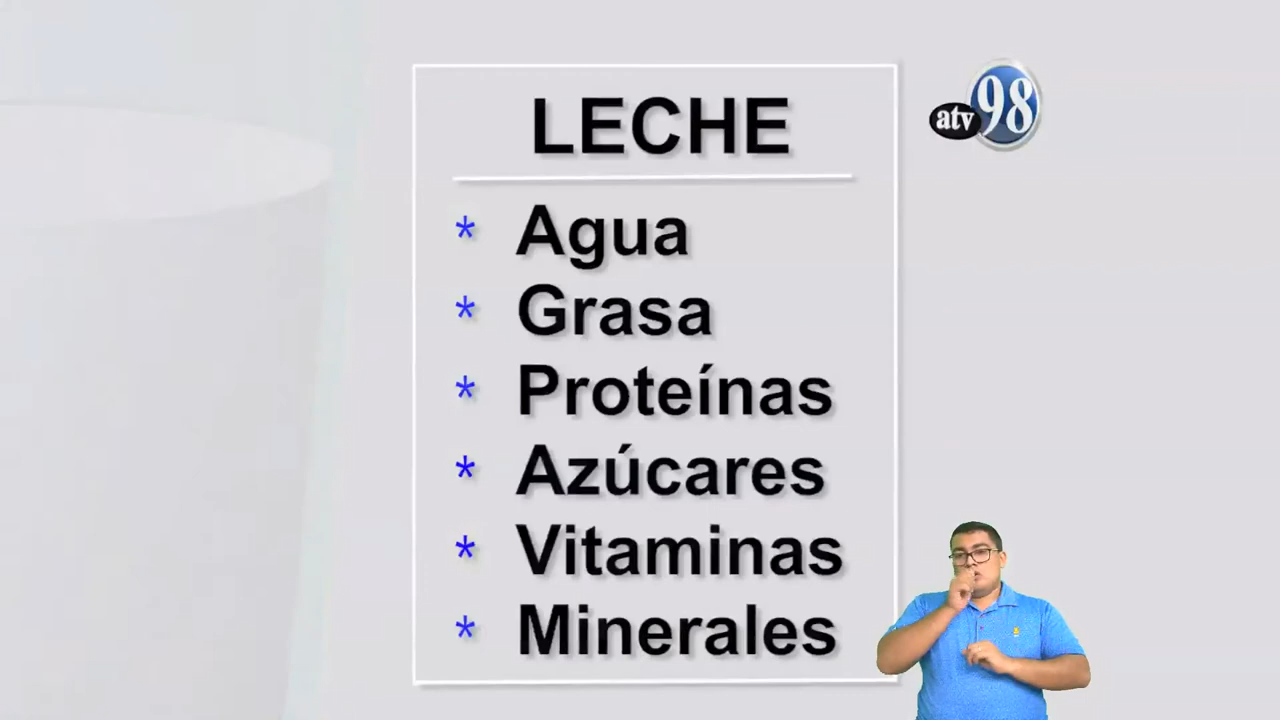 LECHE
* Agua
* Grasa
* Proteínas
* Azúcares
* Vitaminas
* Minerales
atv 98